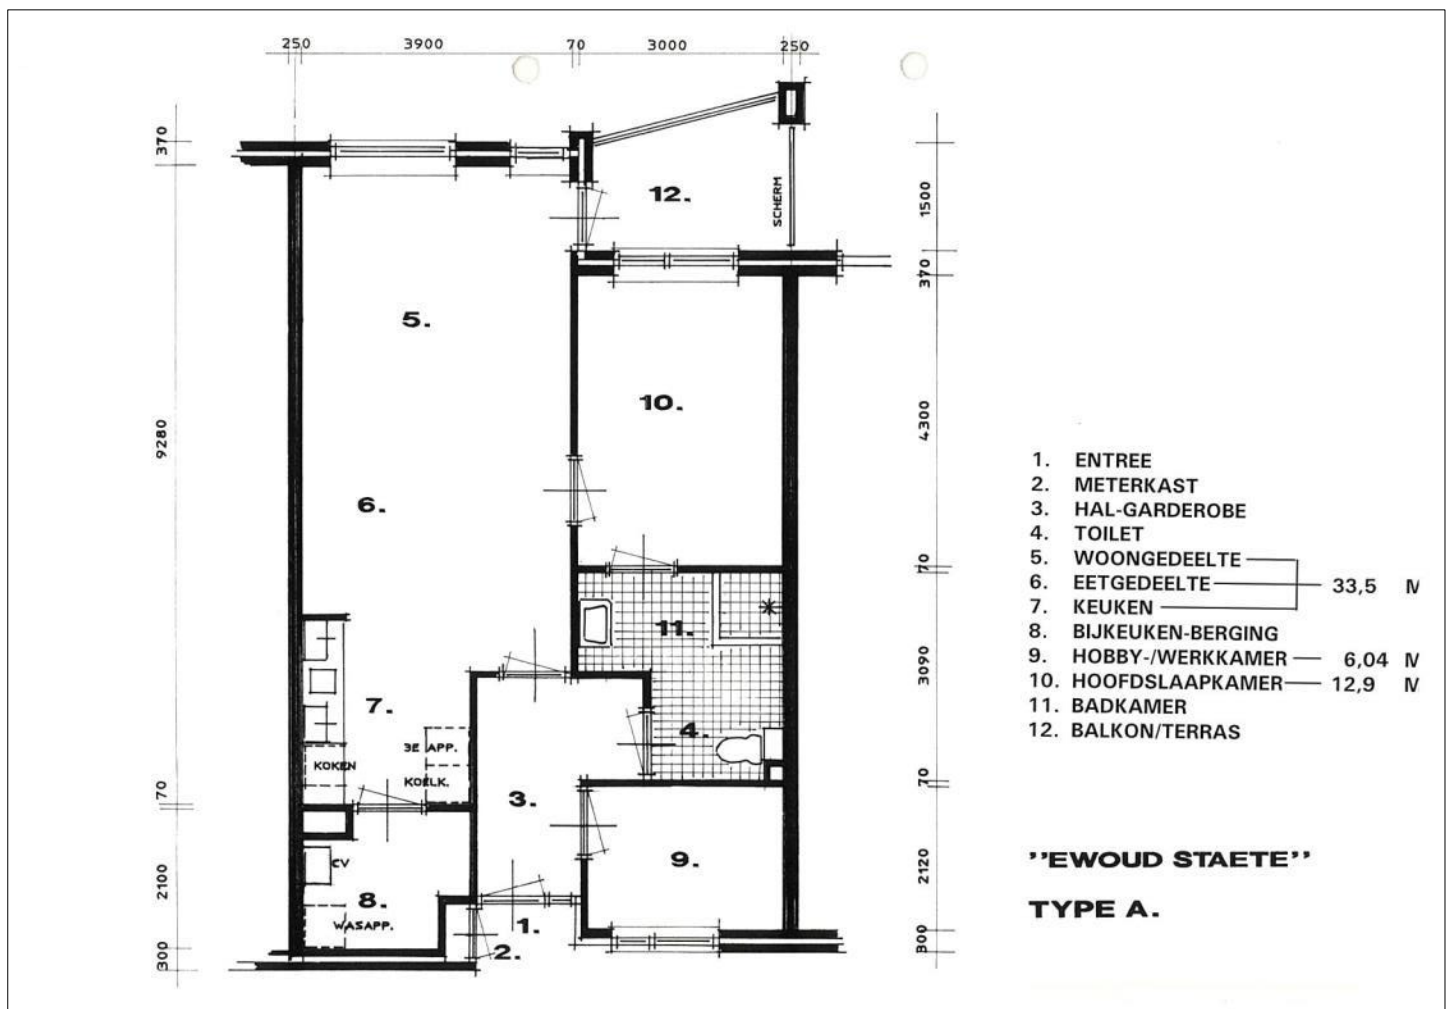 250 3900 70 3000 250
370
9280
70
2100
300
1500
370
4300
70
3090
70
2120
300
12.
SCHERM
5.
10.
6.
11.
7.
4.
3E APP.
KOKEN
KOELK.
3.
9.
CV
8.
WASAPP.
1.
2.
1. ENTREE
2. METERKAST
3. HAL-GARDEROBE
4. TOILET
5. WOONGEDEELTE
6. EETGEDEELTE 33,5
7. KEUKEN
8. BIJKEUKEN-BERGING
9. HOBBY-/WERKKAMER 6,04
10. HOOFDSLAAPKAMER 12,9
11. BADKAMER
12. BALKON/TERRAS
''EWOUD STAETE''
TYPE A.